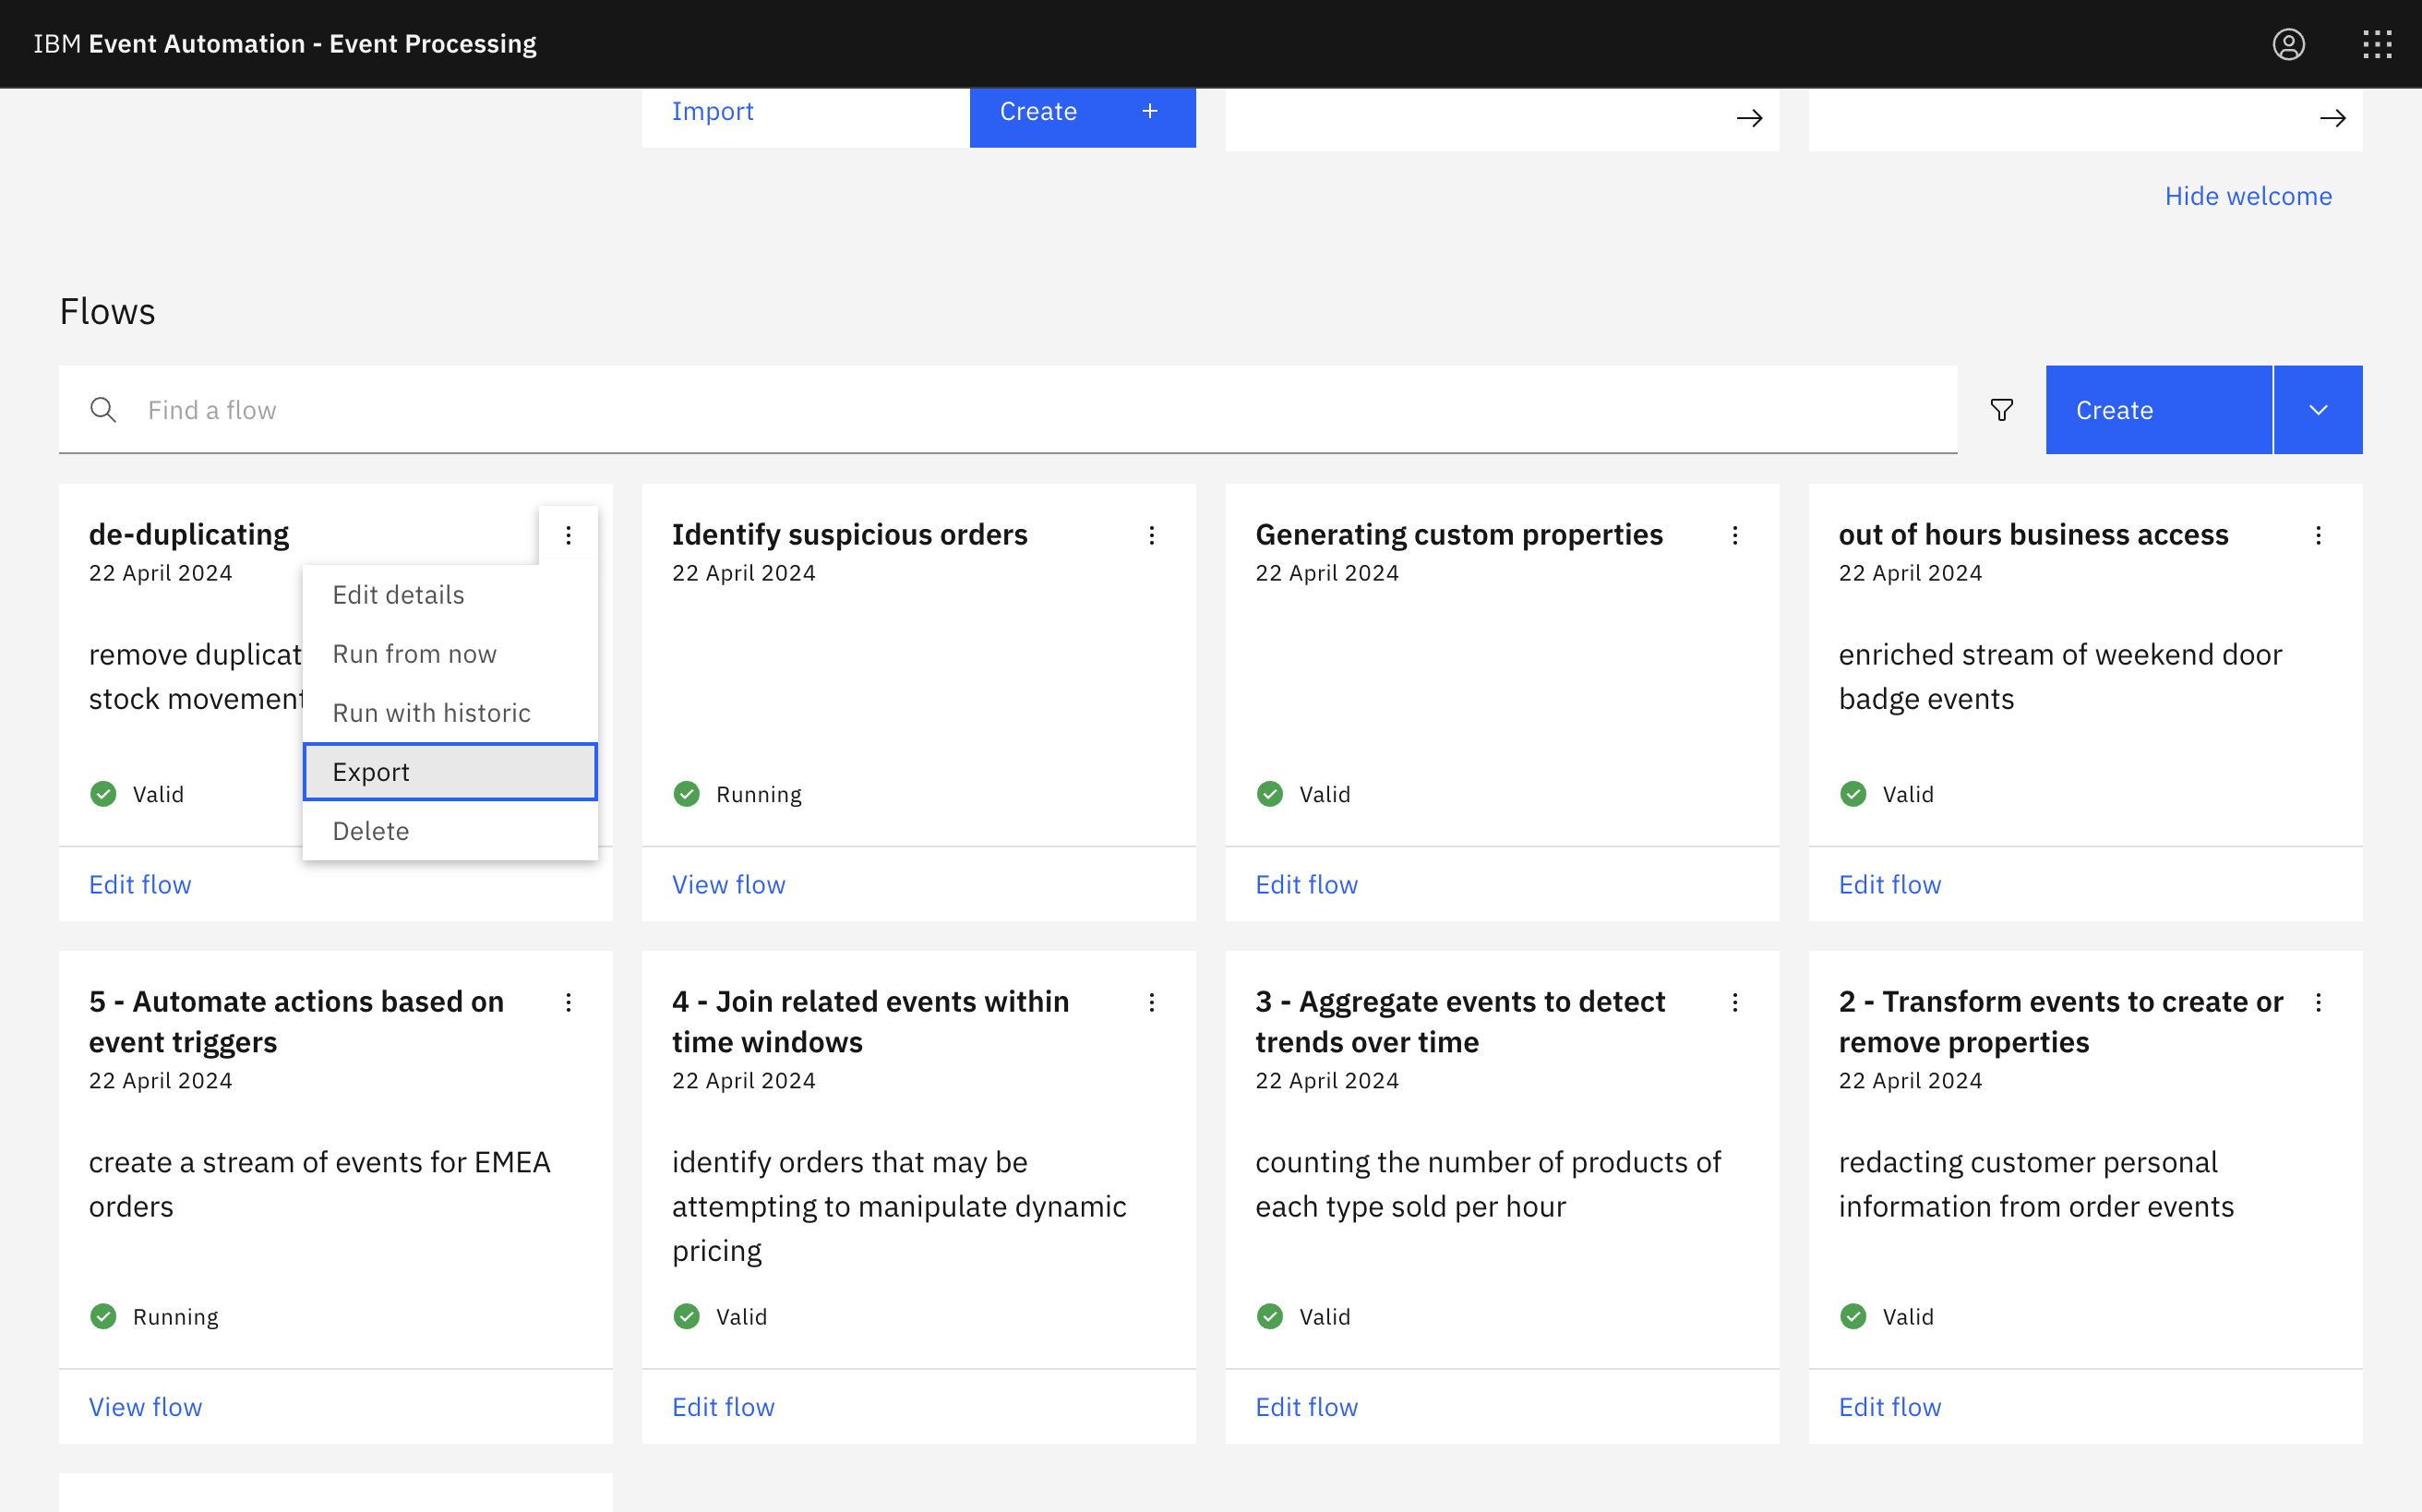 IBM Event Automation - Event Processing
Import
Create
Hide welcome
Flows
Find a flow
Create
de-duplicating
22 April 2024
remove duplicat
stock movement
Valid
Edit flow
Edit details
Run from now
Run with historic
Export
Delete
Identify suspicious orders
22 April 2024
Running
View flow
Generating custom properties
22 April 2024
Valid
Edit flow
out of hours business access
22 April 2024
enriched stream of weekend door
badge events
Valid
Edit flow
5 - Automate actions based on
event triggers
22 April 2024
create a stream of events for EMEA
orders
Running
View flow
4 - Join related events within
time windows
22 April 2024
identify orders that may be
attempting to manipulate dynamic
pricing
Valid
Edit flow
3 - Aggregate events to detect
trends over time
22 April 2024
counting the number of products of
each type sold per hour
Valid
Edit flow
2 - Transform events to create or
remove properties
22 April 2024
redacting customer personal
information from order events
Valid
Edit flow